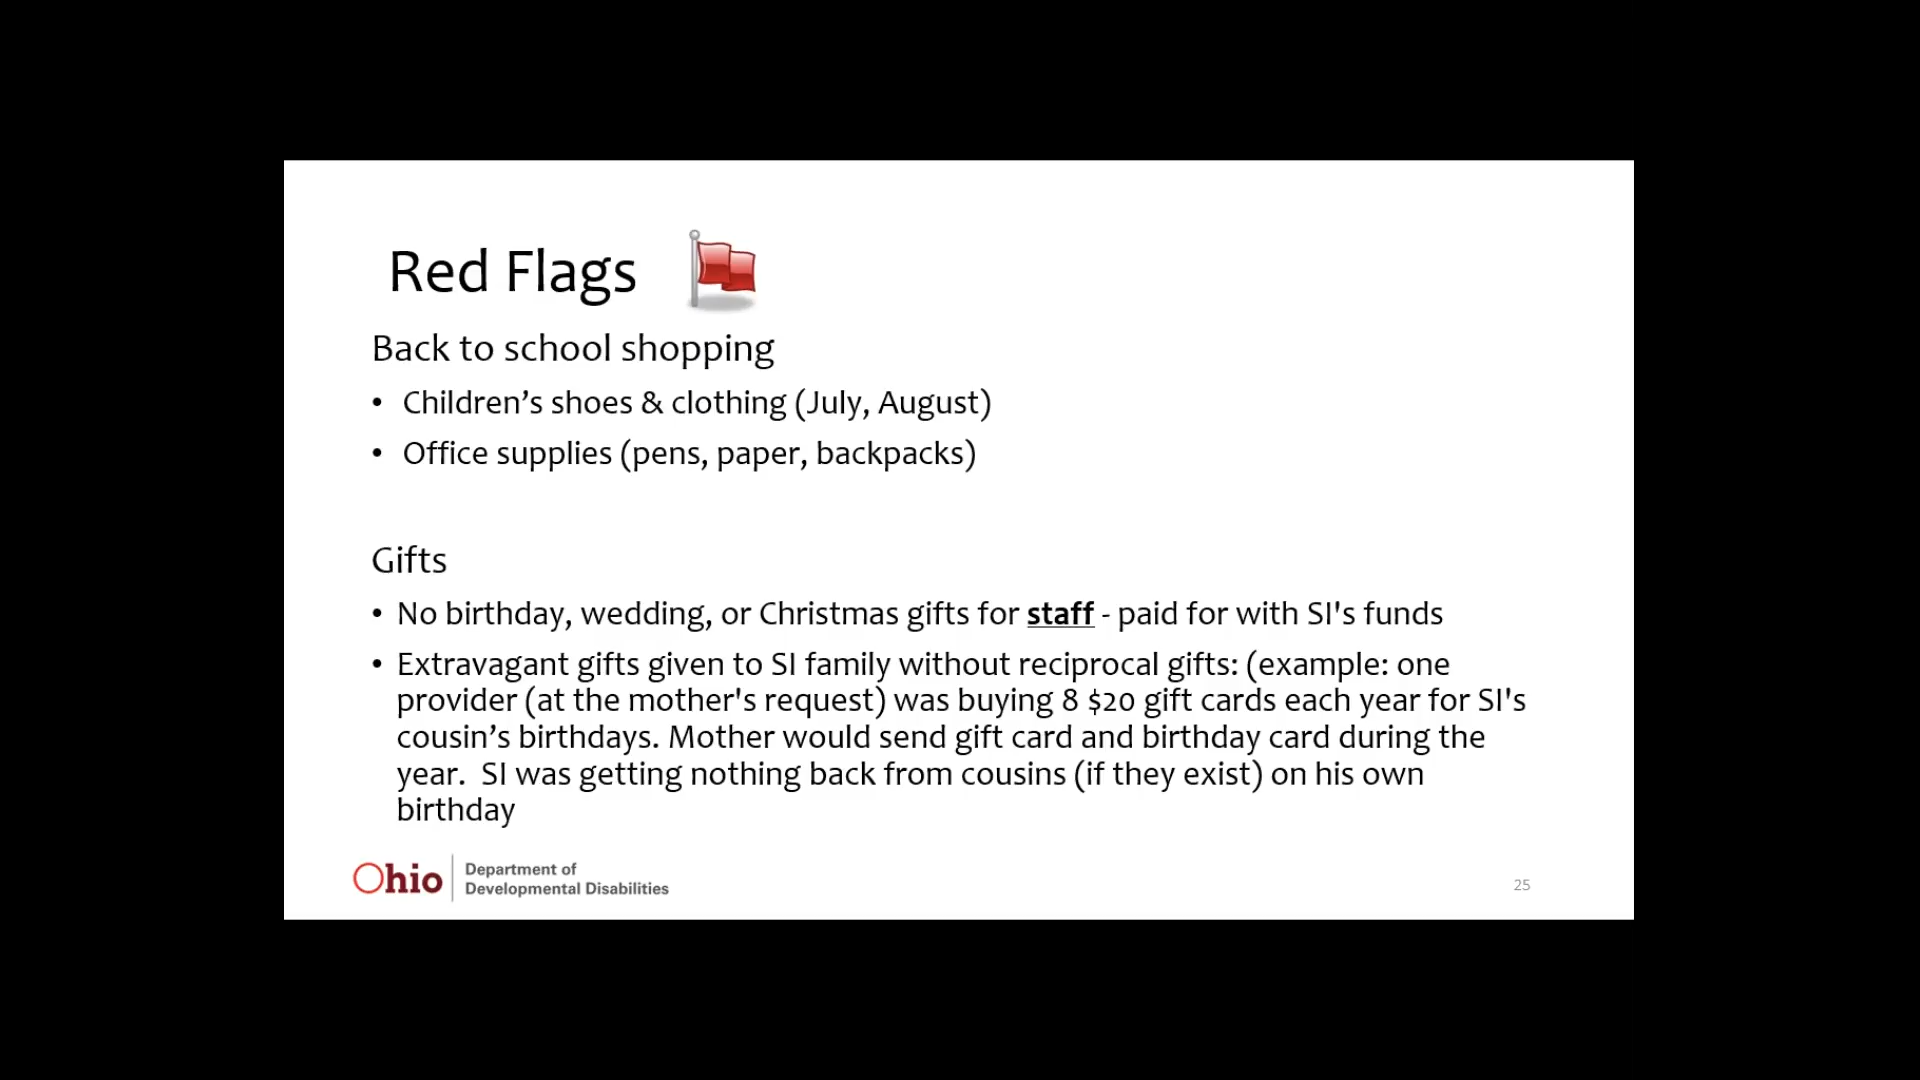 Red Flags
Back to school shopping
• Children’s shoes & clothing (July, August)
• Office supplies (pens, paper, backpacks)
Gifts
• No birthday, wedding, or Christmas gifts for staff - paid for with SI's funds
• Extravagant gifts given to SI family without reciprocal gifts: (example: one
provider (at the mother's request) was buying 8 $20 gift cards each year for SI's
cousin’s birthdays. Mother would send gift card and birthday card during the
year.  SI was getting nothing back from cousins (if they exist) on his own
birthday
Ohio
Department of
Developmental Disabilities
25